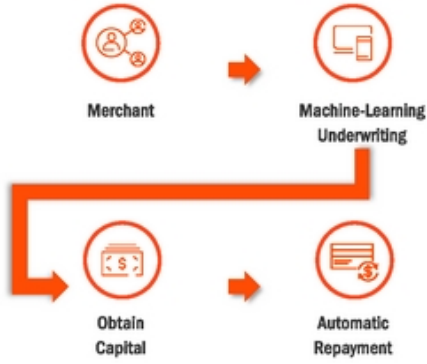 Merchant
Machine-Learning
Underwriting
$
Obtain
Capital
$
Automatic
Repayment